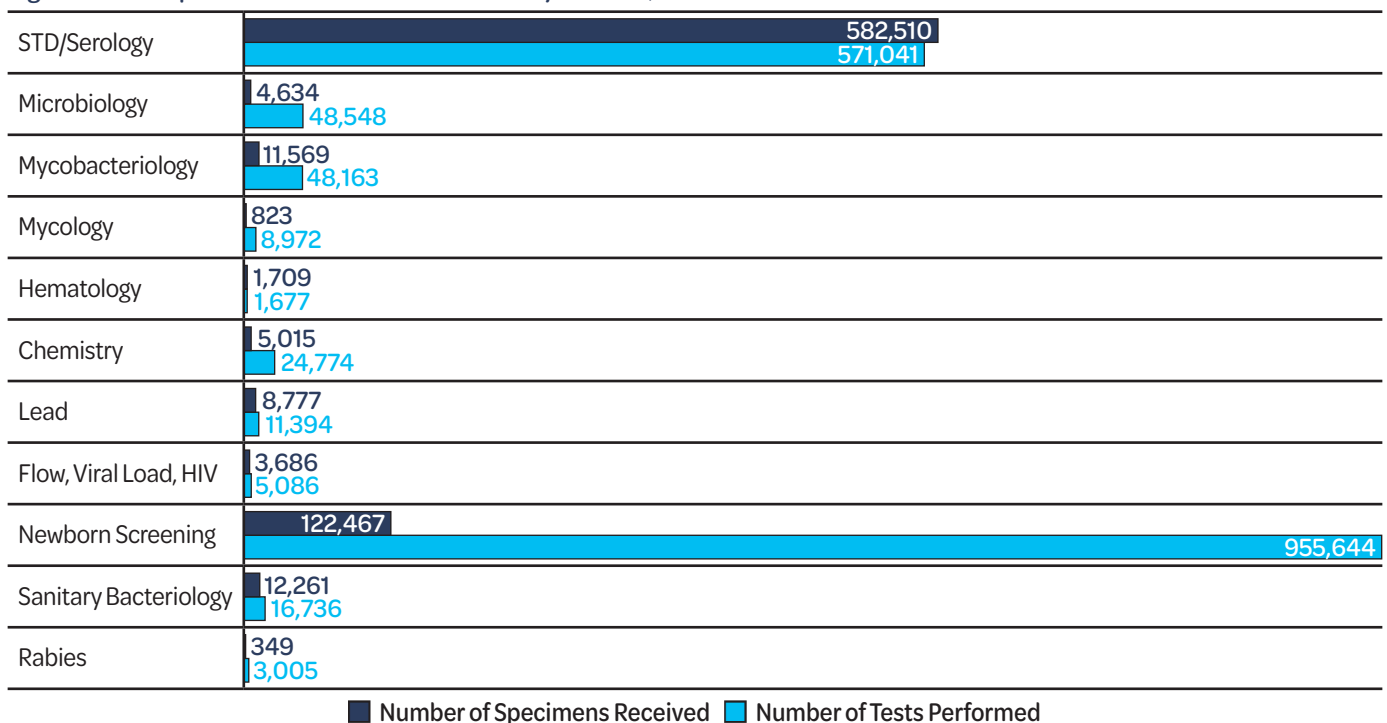 STD/Serology
582,510
571,041
Microbiology
4,634
48,548
Mycobacteriology
11,569
48,163
Mycology
823
8,972
Hematology
1,709
1,677
Chemistry
5,015
24,774
Lead
8,777
11,394
Flow, Viral Load, HIV
3,686
5,086
Newborn Screening
122,467
955,644
Sanitary Bacteriology
12,261
16,736
Rabies
349
3,005
Number of Specimens Received Number of Tests Performed